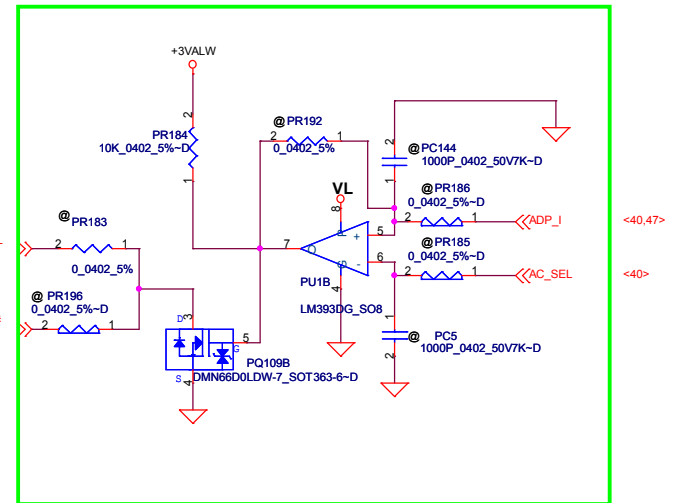 +3VALW
2
PR184
10K_0402_5%~D
1
@ PR192
2 1
0_0402_5%
2
@ PC144
1000P_0402_50V7K~D
1
@ PR186
0_0402_5%~D
2 1
ADP_I
<40,47>
VL
8
P
5
+
7
O
6
-
G
4
PU1B
LM393DG_SO8
@ PR185
0_0402_5%~D
2 1
AC_SEL
<40>
1
@ PC5
1000P_0402_50V7K~D
2
@
PR183
2 1
0_0402_5%
@ PR196
0_0402_5%~D
2 1
D
3
5
G
S
4
PQ109B
DMN66D0LDW-7_SOT363-6~D